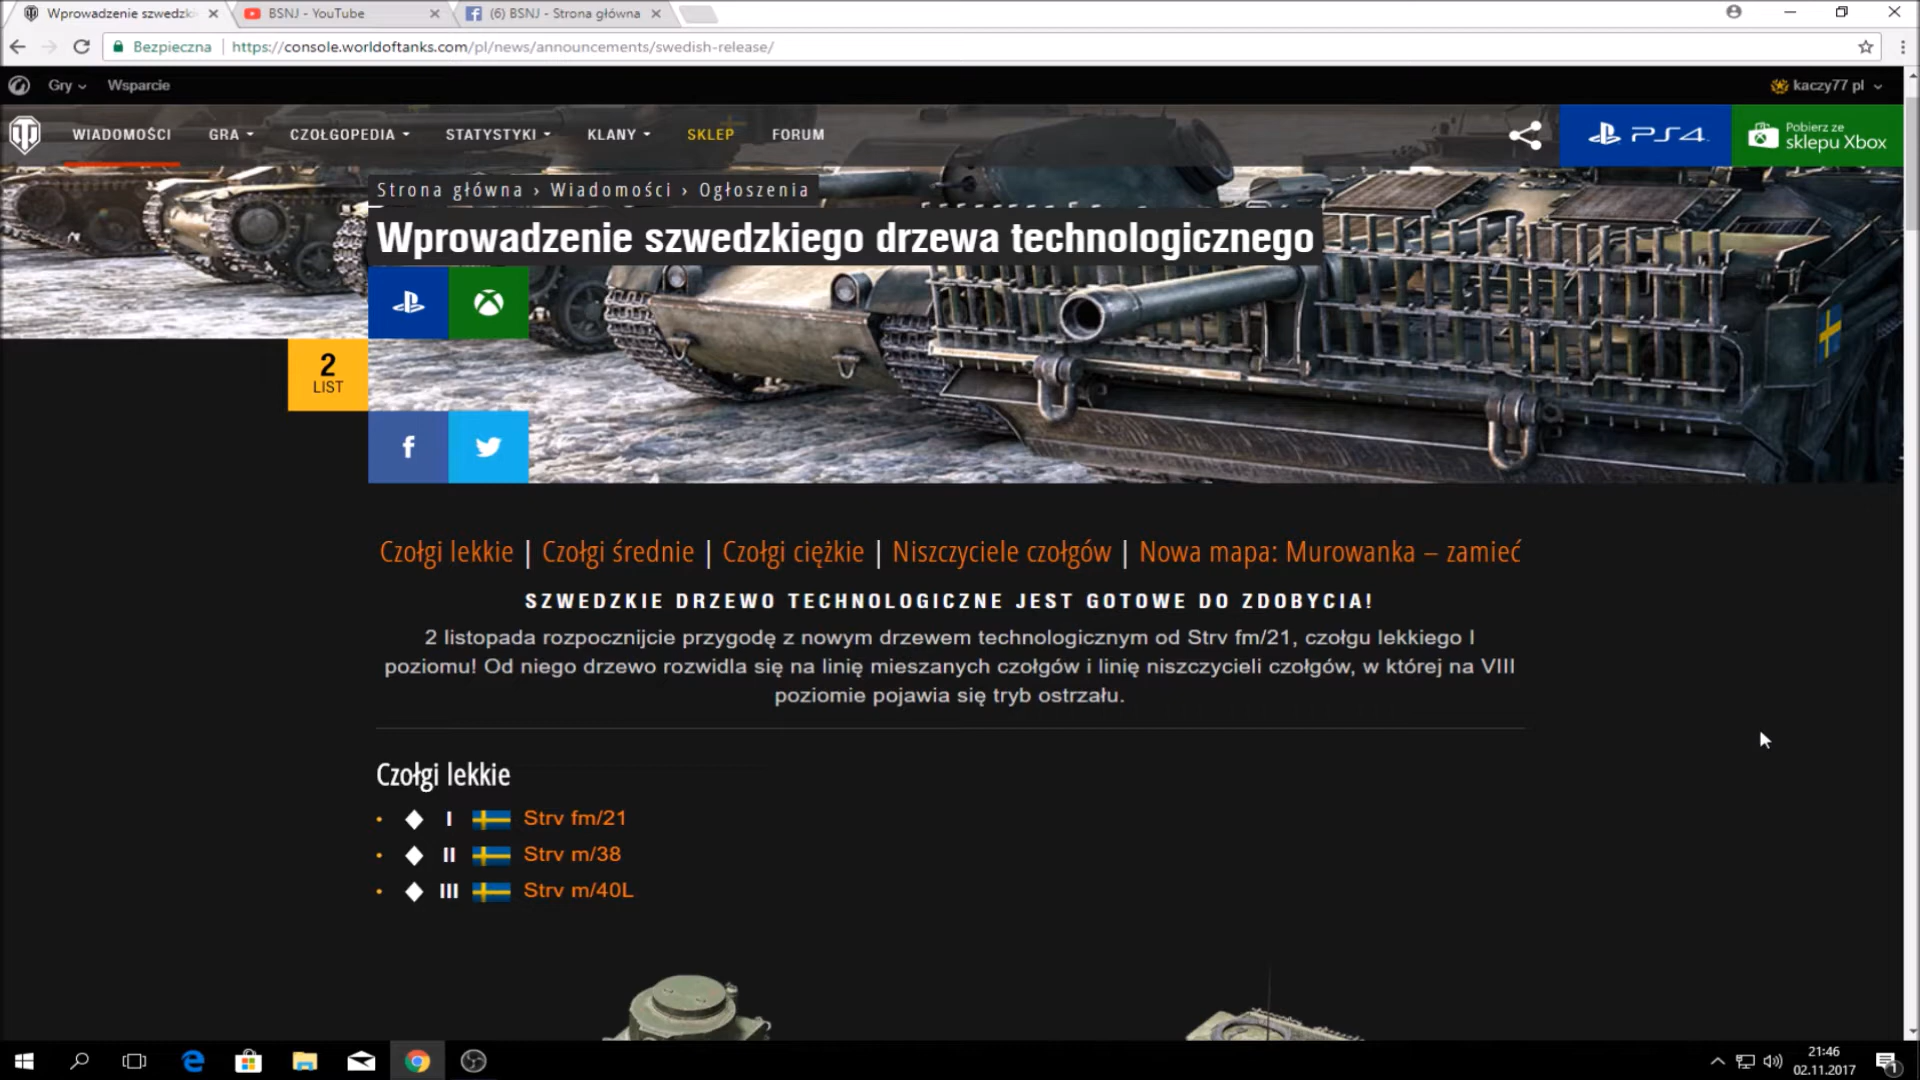 Wprowadzenie szwedzki
BSNJ - YouTube
(6) BSNJ - Strona główna
Bezpieczna
https://console.worldoftanks.com/pl/news/announcements/swedish-release/
Gry
Wsparcie
kaczy77 pl
WIADOMOŚCI
GRA
CZOŁGOPEDIA
STATYSTYKI
KLANY
SKLEP
FORUM
PS4
Pobierz ze
sklepu Xbox
Strona główna › Wiadomości › Ogłoszenia
Wprowadzenie szwedzkiego drzewa technologicznego
2
LIST
Czołgi lekkie | Czołgi średnie | Czołgi ciężkie | Niszczyciele czołgów | Nowa mapa: Murowanka – zamieć
SZWEDZKIE DRZEWO TECHNOLOGICZNE JEST GOTOWE DO ZDOBYCIA!
2 listopada rozpocznijcie przygodę z nowym drzewem technologicznym od Strv fm/21, czołgu lekkiego I
poziomu! Od niego drzewo rozwidla się na linię mieszanych czołgów i linię niszczycieli czołgów, w której na VIII
poziomie pojawia się tryb ostrzału.
Czołgi lekkie
• I Strv fm/21
• II Strv m/38
• III Strv m/40L
21:46
02.11.2017
1